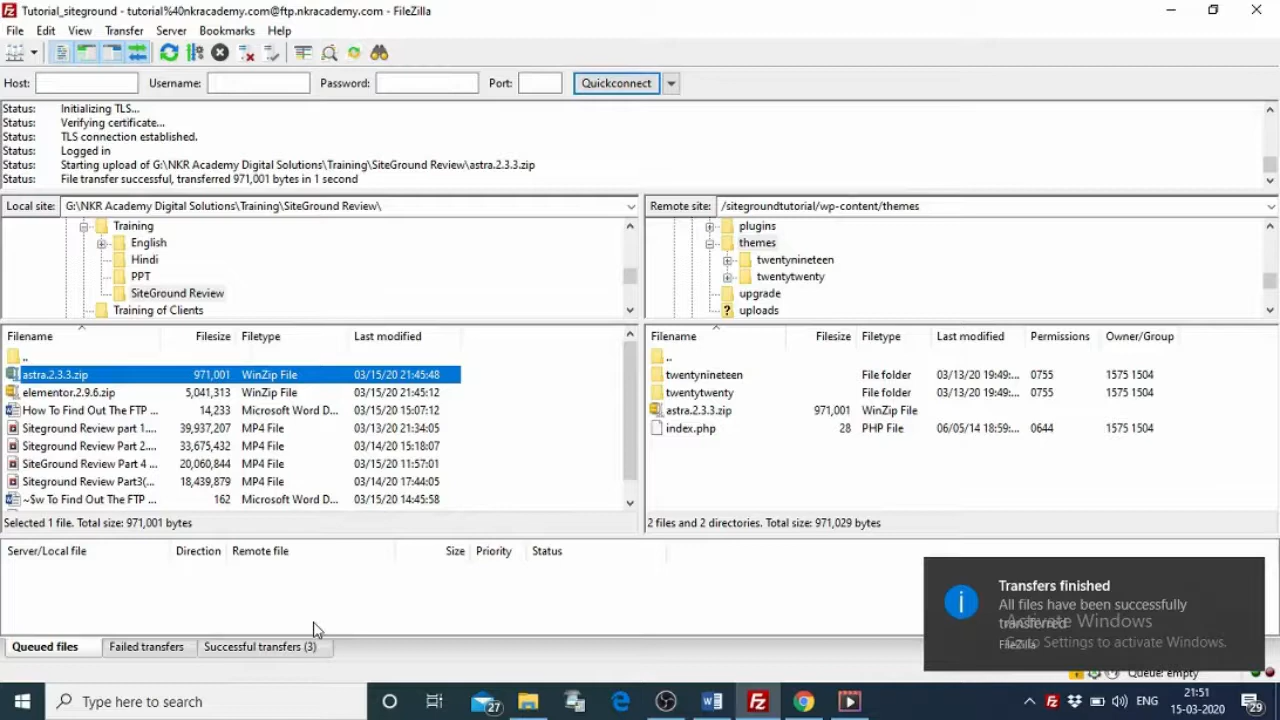 Tutorial_siteground - tutorial%40nkracademy.com@ftp.nkracademy.com - FileZilla
File Edit View Transfer Server Bookmarks Help
Host: Username: Password: Port: Quickconnect
Status: Initializing TLS...
Status: Verifying certificate...
Status: TLS connection established.
Status: Logged in
Status: Starting upload of G:\NKR Academy Digital Solutions\Training\SiteGround Review\astra.2.3.3.zip
Status: File transfer successful, transferred 971,001 bytes in 1 second
Local site: G:\NKR Academy Digital Solutions\Training\SiteGround Review\
Training
English
Hindi
PPT
SiteGround Review
Training of Clients
Remote site: /sitegroundtutorial/wp-content/themes
plugins
themes
twentynineteen
twentytwenty
upgrade
? uploads
Filename Filesize Filetype Last modified
..
astra.2.3.3.zip 971,001 WinZip File 03/15/20 21:45:48
elementor.2.9.6.zip 5,041,313 WinZip File 03/15/20 21:45:12
How To Find Out The FTP ... 14,233 Microsoft Word D... 03/15/20 15:07:12
Siteground Review part 1.... 39,937,207 MP4 File 03/13/20 21:34:05
Siteground Review Part 2.... 33,675,432 MP4 File 03/14/20 15:18:07
SiteGround Review Part 4 ... 20,060,844 MP4 File 03/15/20 11:57:01
Siteground Review Part3(... 18,439,879 MP4 File 03/14/20 17:44:05
~$w To Find Out The FTP ... 162 Microsoft Word D... 03/15/20 14:45:58
Selected 1 file. Total size: 971,001 bytes
Filename Filesize Filetype Last modified Permissions Owner/Group
..
twentynineteen File folder 03/13/20 19:49:... 0755 1575 1504
twentytwenty File folder 03/13/20 19:49:... 0755 1575 1504
astra.2.3.3.zip 971,001 WinZip File
index.php 28 PHP File 06/05/14 18:59:... 0644 1575 1504
2 files and 2 directories. Total size: 971,029 bytes
Server/Local file Direction Remote file Size Priority Status
Transfers finished
All files have been successfully
transferred
FileZilla
Activate Windows
Go to Settings to activate Windows.
Queued files Failed transfers Successful transfers (3)
Queue: empty
Type here to search
27
ENG
21:51
15-03-2020
29